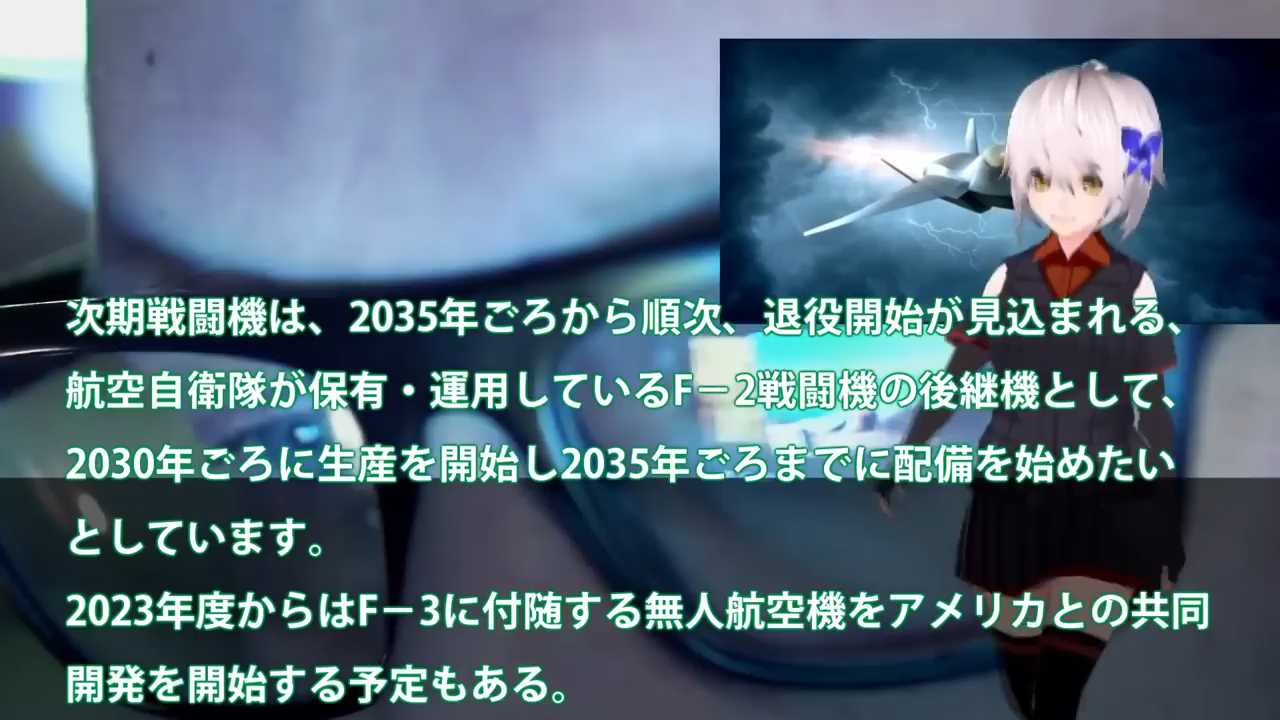 次期戦闘機は、2035年ごろから順次、退役開始が見込まれる、
航空自衛隊が保有・運用しているF－2戦闘機の後継機として、
2030年ごろに生産を開始し2035年ごろまでに配備を始めたい
としています。
2023年度からはF－3に付随する無人航空機をアメリカとの共同
開発を開始する予定もある。